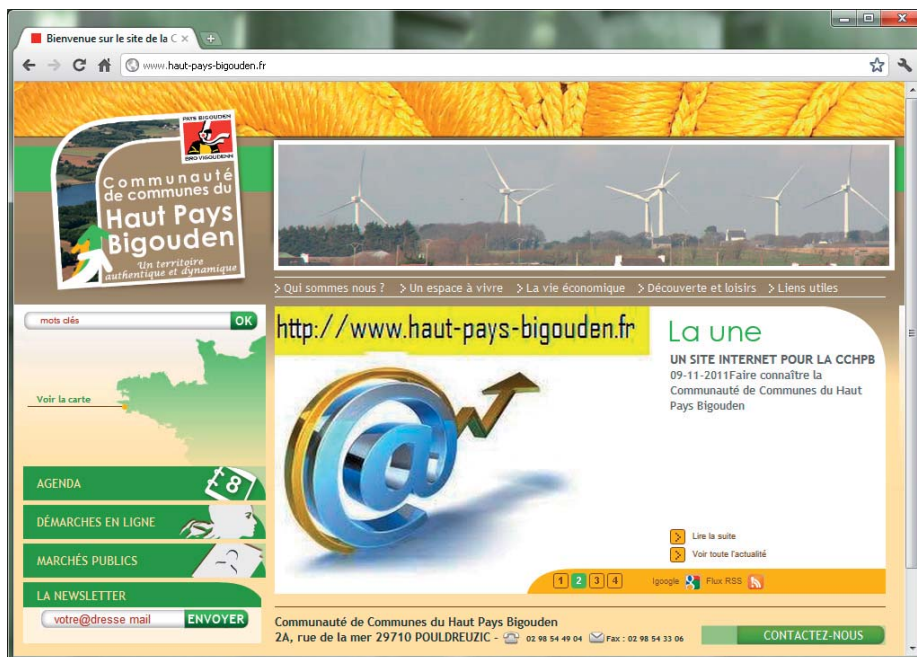 Bienvenue sur le site de la C
www.haut-pays-bigouden.fr
PAYS BIGOUDEN
BRO VIGOUDENN
Communauté
de communes du
Haut Pays
Bigouden
Un territoire
authentique et dynamique
Qui sommes nous ? Un espace à vivre La vie économique Découverte et loisirs Liens utiles
mots clés OK
Voir la carte
AGENDA
8
DÉMARCHES EN LIGNE
MARCHÉS PUBLICS
LA NEWSLETTER
votre@dresse mail ENVOYER
http://www.haut-pays-bigouden.fr
@
La une
UN SITE INTERNET POUR LA CCHPB
09-11-2011Faire connaître la
Communauté de Communes du Haut
Pays Bigouden
Lire la suite
Voir toute l'actualité
1 2 3 4 Igoogle Flux RSS
Communauté de Communes du Haut Pays Bigouden
2A, rue de la mer 29710 POULDREUZIC - 02 98 54 49 04 Fax : 02 98 54 33 06
CONTACTEZ-NOUS